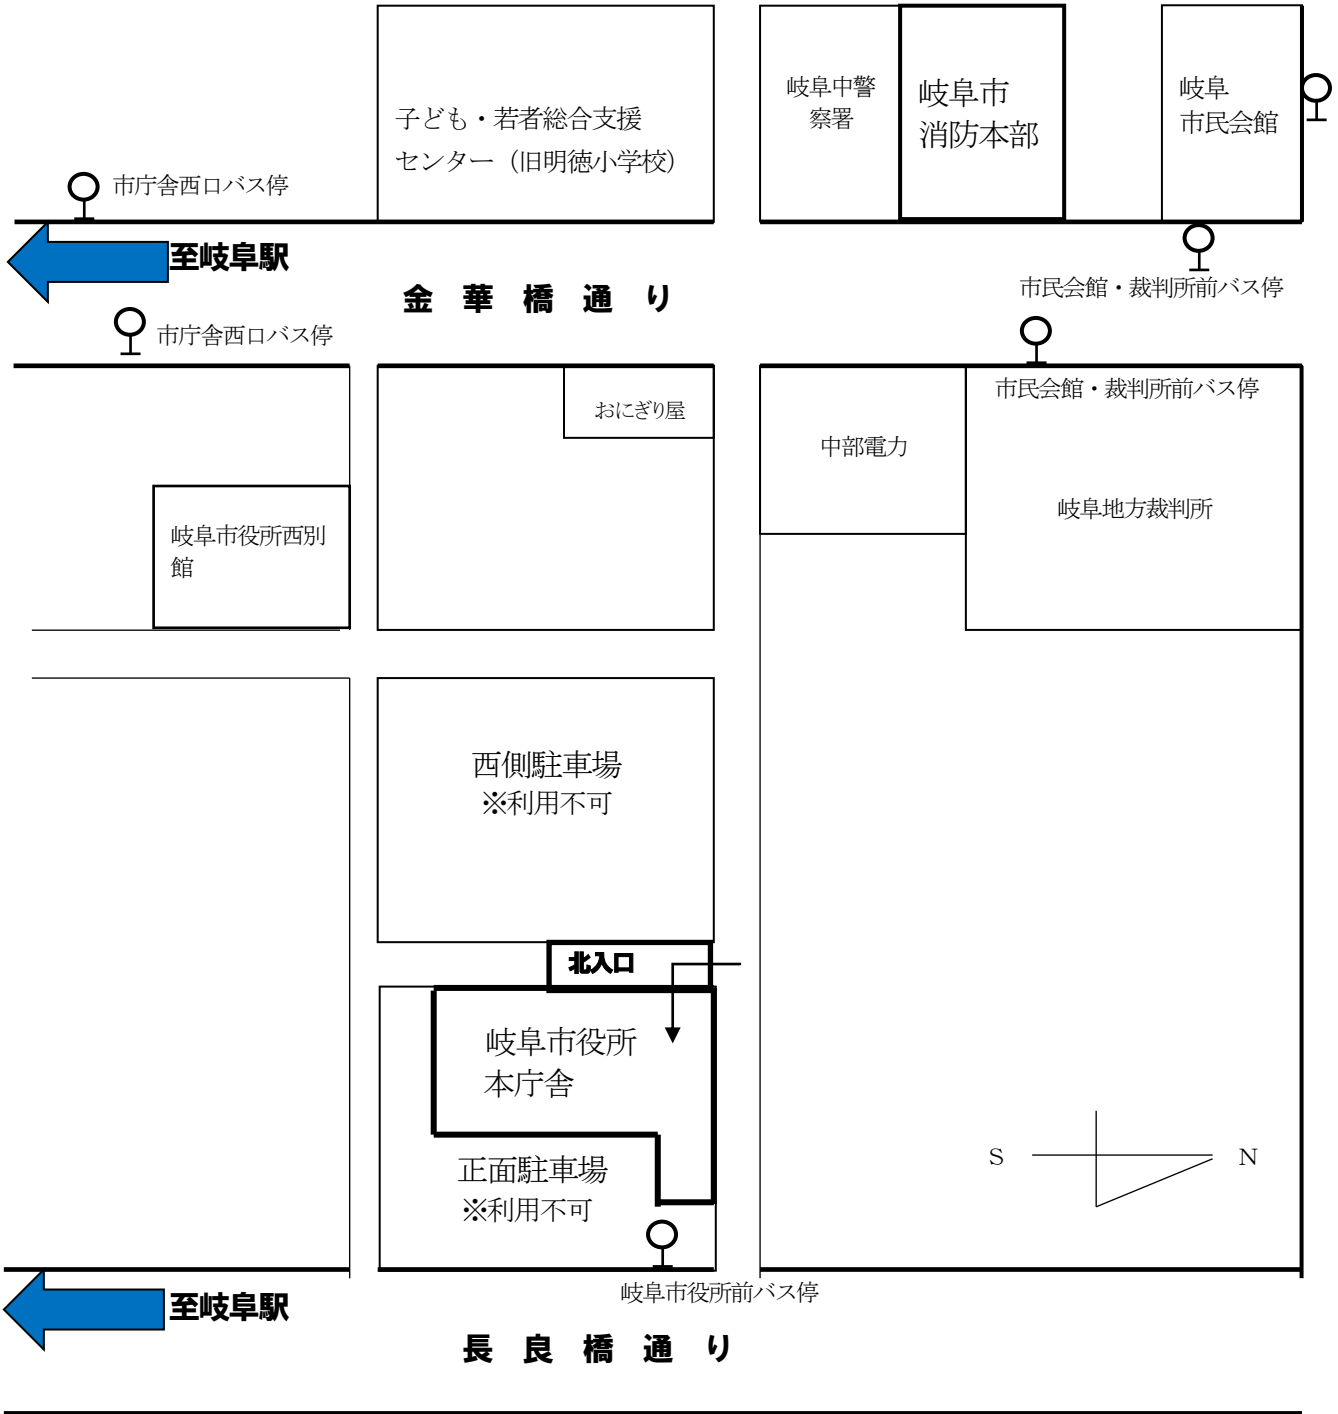 子ども・若者総合支援
センター（旧明徳小学校）
岐阜中警
察署
岐阜市
消防本部
岐阜
市民会館
市庁舎西口バス停
至岐阜駅
金華橋通り
市民会館・裁判所前バス停
市庁舎西口バス停
おにぎり屋
中部電力
市民会館・裁判所前バス停
岐阜地方裁判所
岐阜市役所西別
館
西側駐車場
※利用不可
北入口
岐阜市役所
本庁舎
正面駐車場
※利用不可
S
N
岐阜市役所前バス停
至岐阜駅
長良橋通り